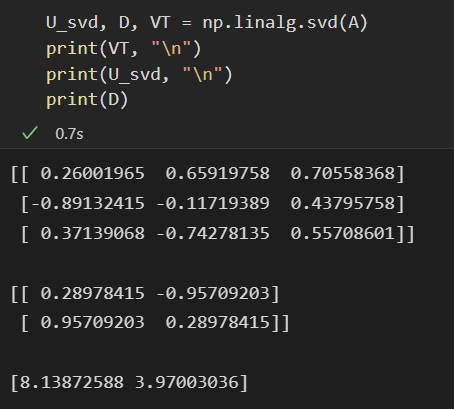 U_svd, D, VT = np.linalg.svd(A)
print(VT, "\n")
print(U_svd, "\n")
print(D)
0.7s
[[ 0.26001965  0.65919758  0.70558368]
 [-0.89132415 -0.11719389  0.43795758]
 [ 0.37139068 -0.74278135  0.55708601]]
[[ 0.28978415 -0.95709203]
 [ 0.95709203  0.28978415]]
[8.13872588 3.97003036]